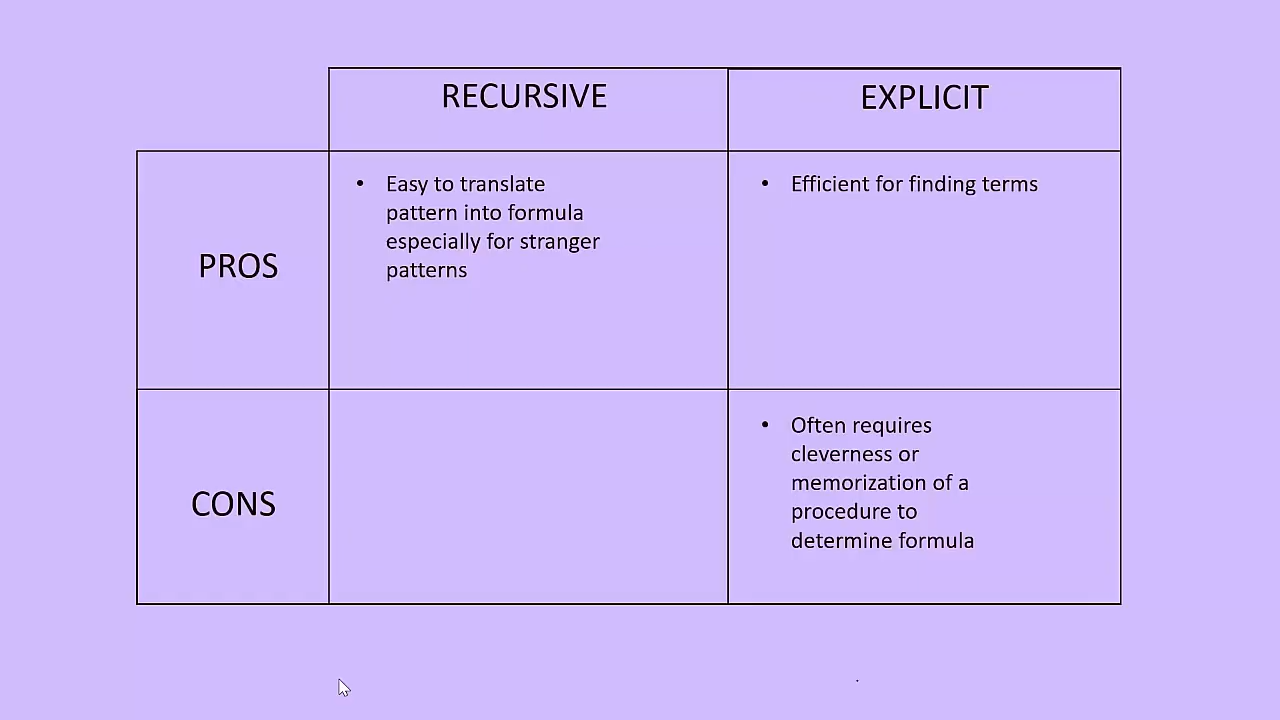 RECURSIVE
EXPLICIT
PROS
• Easy to translate
pattern into formula
especially for stranger
patterns
• Efficient for finding terms
CONS
• Often requires
cleverness or
memorization of a
procedure to
determine formula